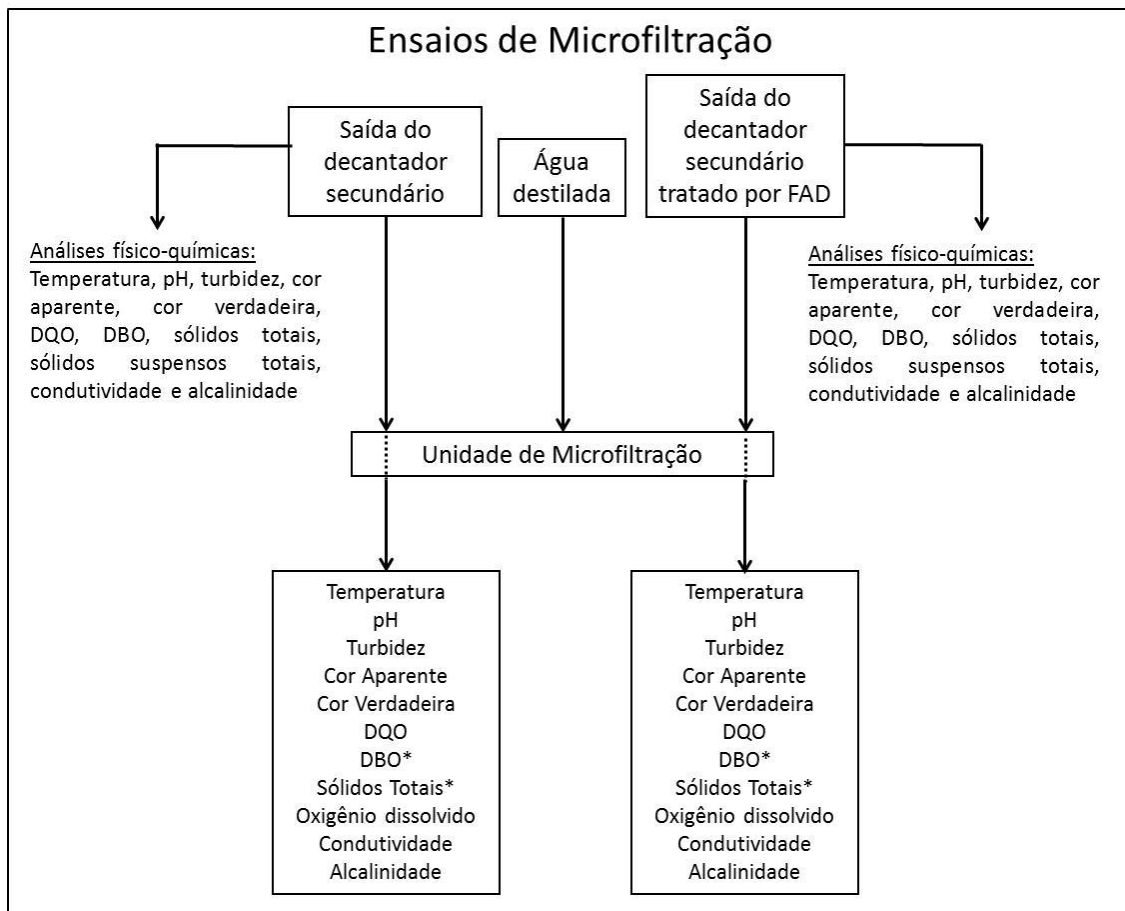 Ensaios de Microfiltração
Saída do
decantador
secundário
Água
destilada
Saída do
decantador
secundário
tratado por FAD
Análises físico-químicas:
Temperatura, pH, turbidez, cor
aparente, cor verdadeira,
DQO, DBO, sólidos totais,
sólidos suspensos totais,
condutividade e alcalinidade
Análises físico-químicas:
Temperatura, pH, turbidez, cor
aparente, cor verdadeira,
DQO, DBO, sólidos totais,
sólidos suspensos totais,
condutividade e alcalinidade
Unidade de Microfiltração
Temperatura
pH
Turbidez
Cor Aparente
Cor Verdadeira
DQO
DBO*
Sólidos Totais*
Oxigênio dissolvido
Condutividade
Alcalinidade
Temperatura
pH
Turbidez
Cor Aparente
Cor Verdadeira
DQO
DBO*
Sólidos Totais*
Oxigênio dissolvido
Condutividade
Alcalinidade